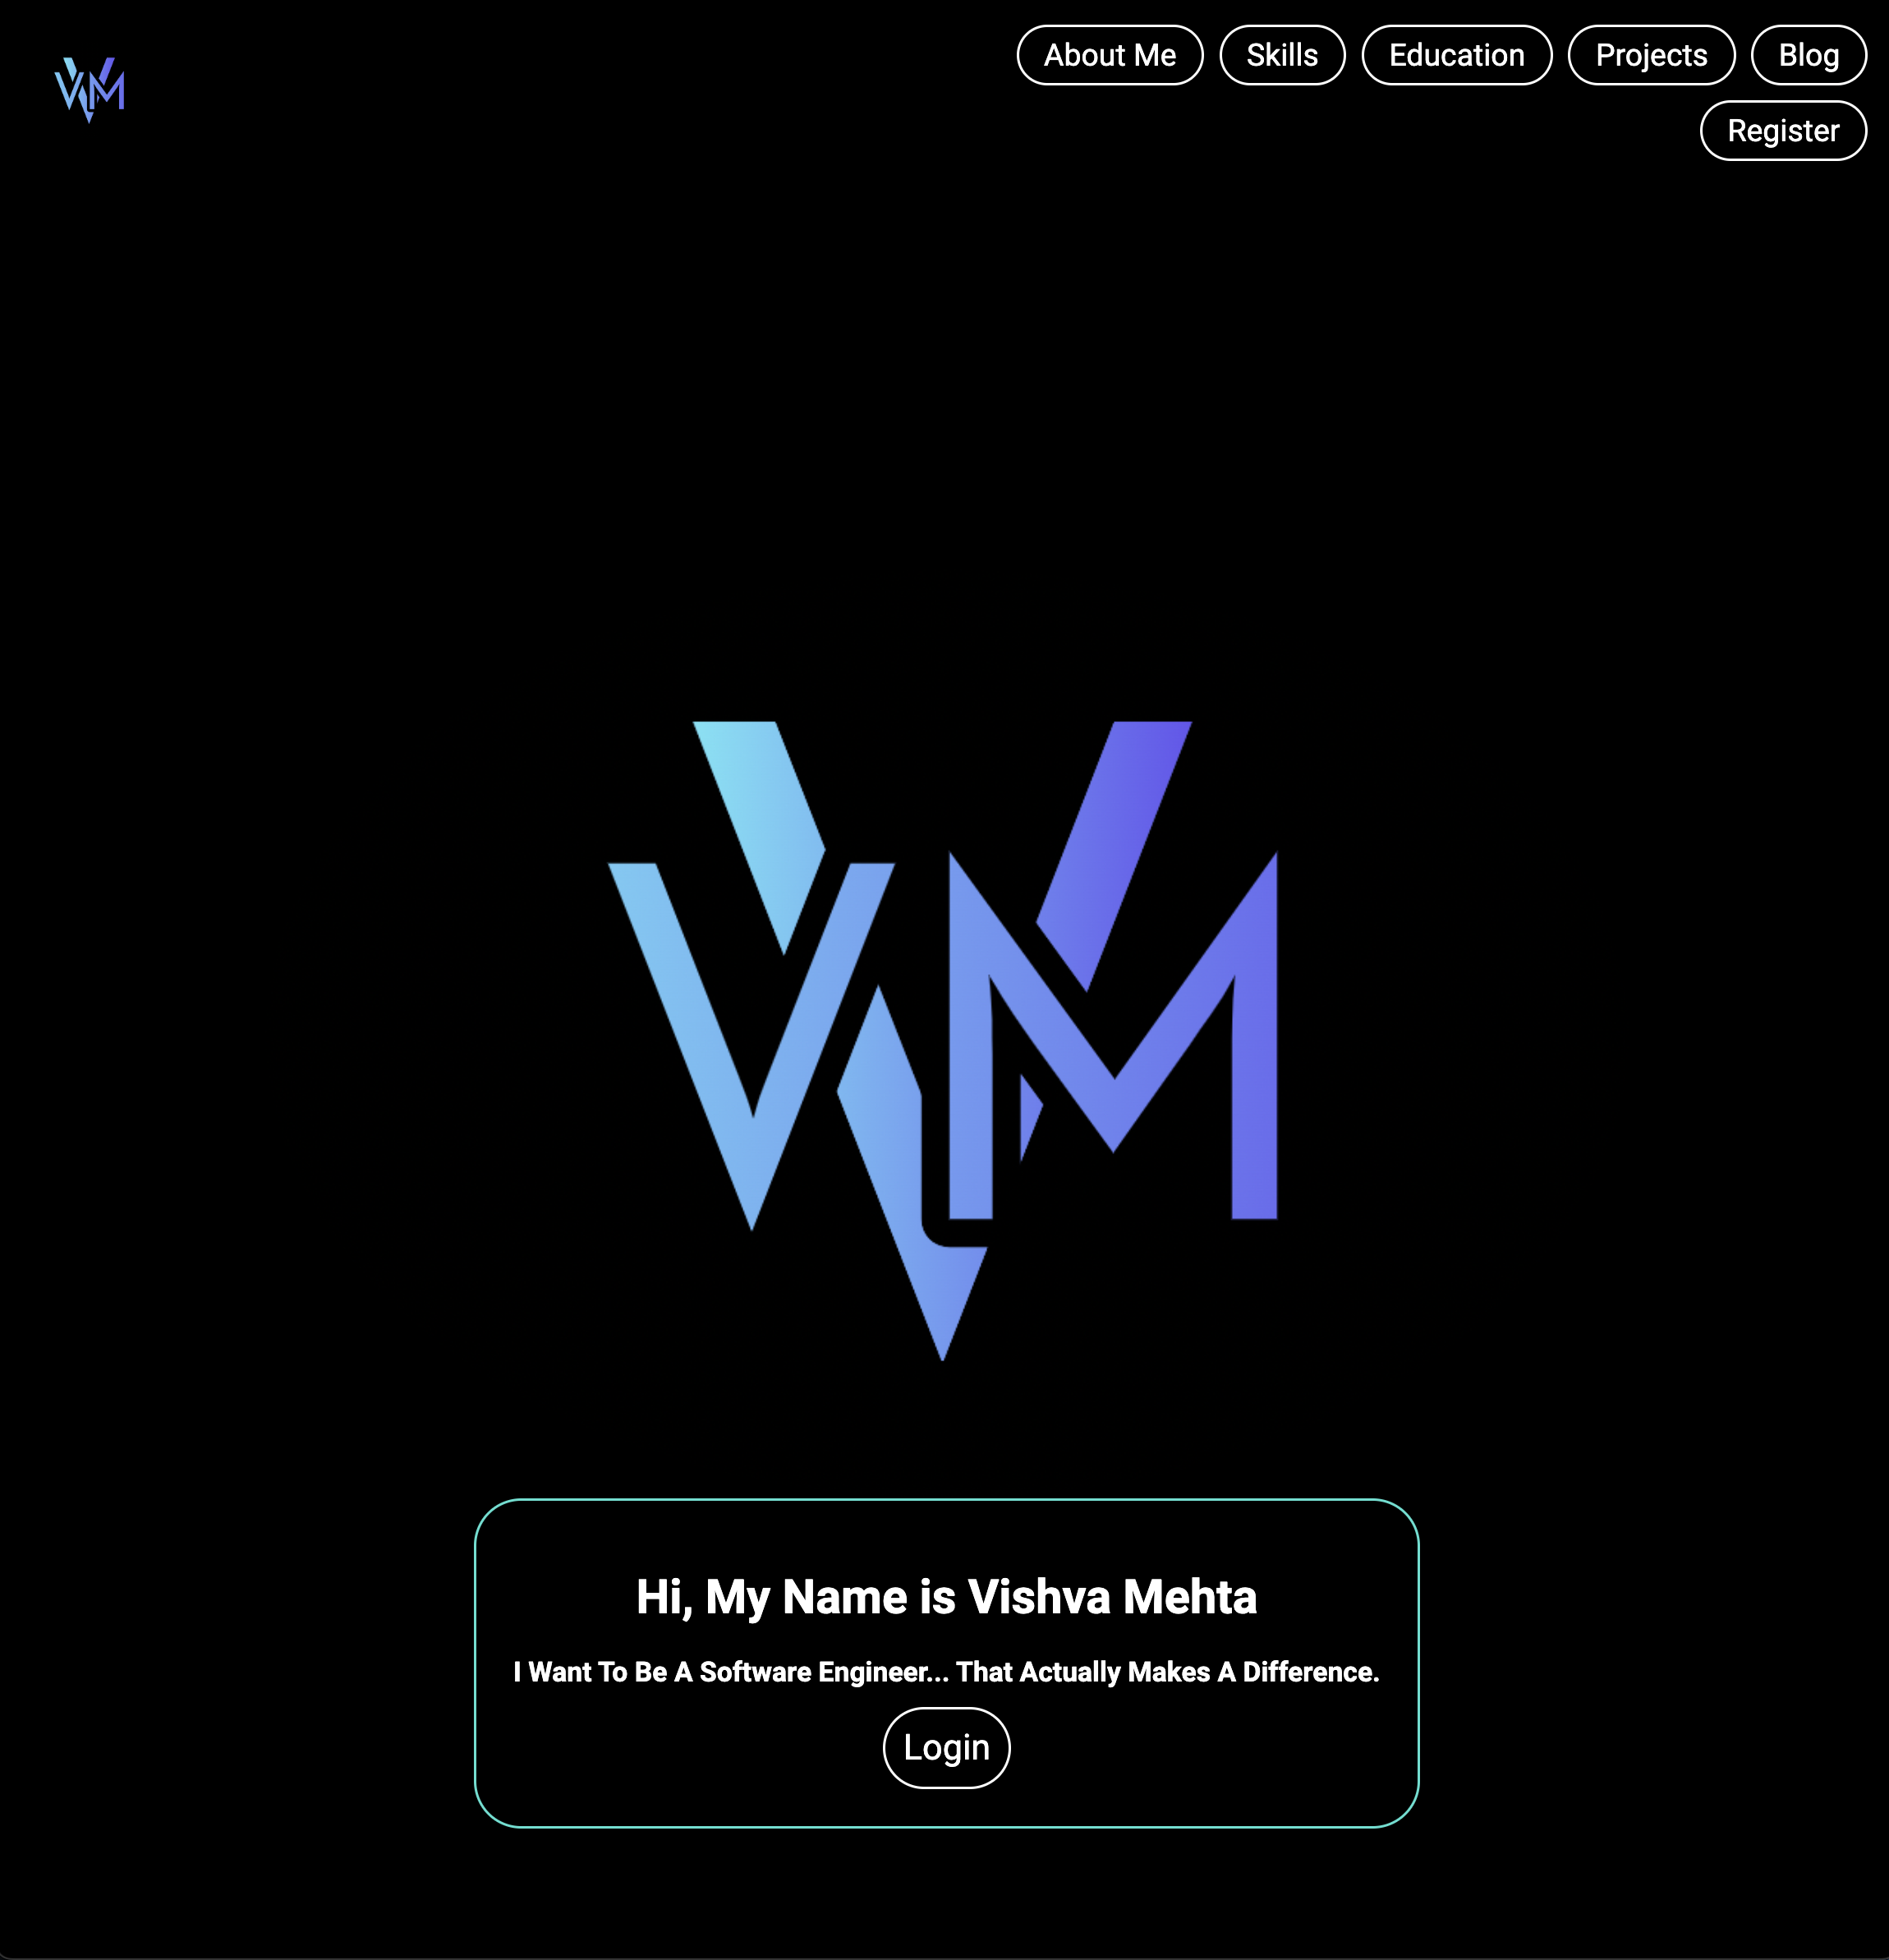 VM
About Me
Skills
Education
Projects
Blog
Register
VM
Hi, My Name is Vishva Mehta
I Want To Be A Software Engineer... That Actually Makes A Difference.
Login